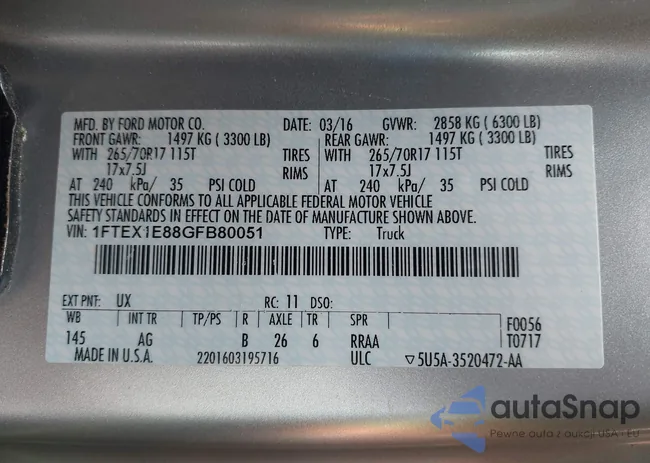 MFD. BY FORD MOTOR CO. DATE: 03/16 GVWR: 2858 KG ( 6300 LB)
FRONT GAWR: 1497 KG ( 3300 LB) REAR GAWR: 1497 KG ( 3300 LB)
WITH 265/70R17 115T TIRES WITH 265/70R17 115T TIRES
17x7.5J RIMS 17x7.5J RIMS
AT 240 kPa/ 35 PSI COLD AT 240 kPa/ 35 PSI COLD
THIS VEHICLE CONFORMS TO ALL APPLICABLE FEDERAL MOTOR VEHICLE
SAFETY STANDARDS IN EFFECT ON THE DATE OF MANUFACTURE SHOWN ABOVE.
VIN: 1FTEX1E88GFB80051 TYPE: Truck
EXT PNT: UX RC: 11 DSO:
WB INT TR TP/PS R AXLE TR SPR F0056
145 AG B 26 6 RRAA T0717
MADE IN U.S.A. 2201603195716 ULC ▽5U5A-3520472-AA
autaSnap
Pewne auta z aukcji USA i EU